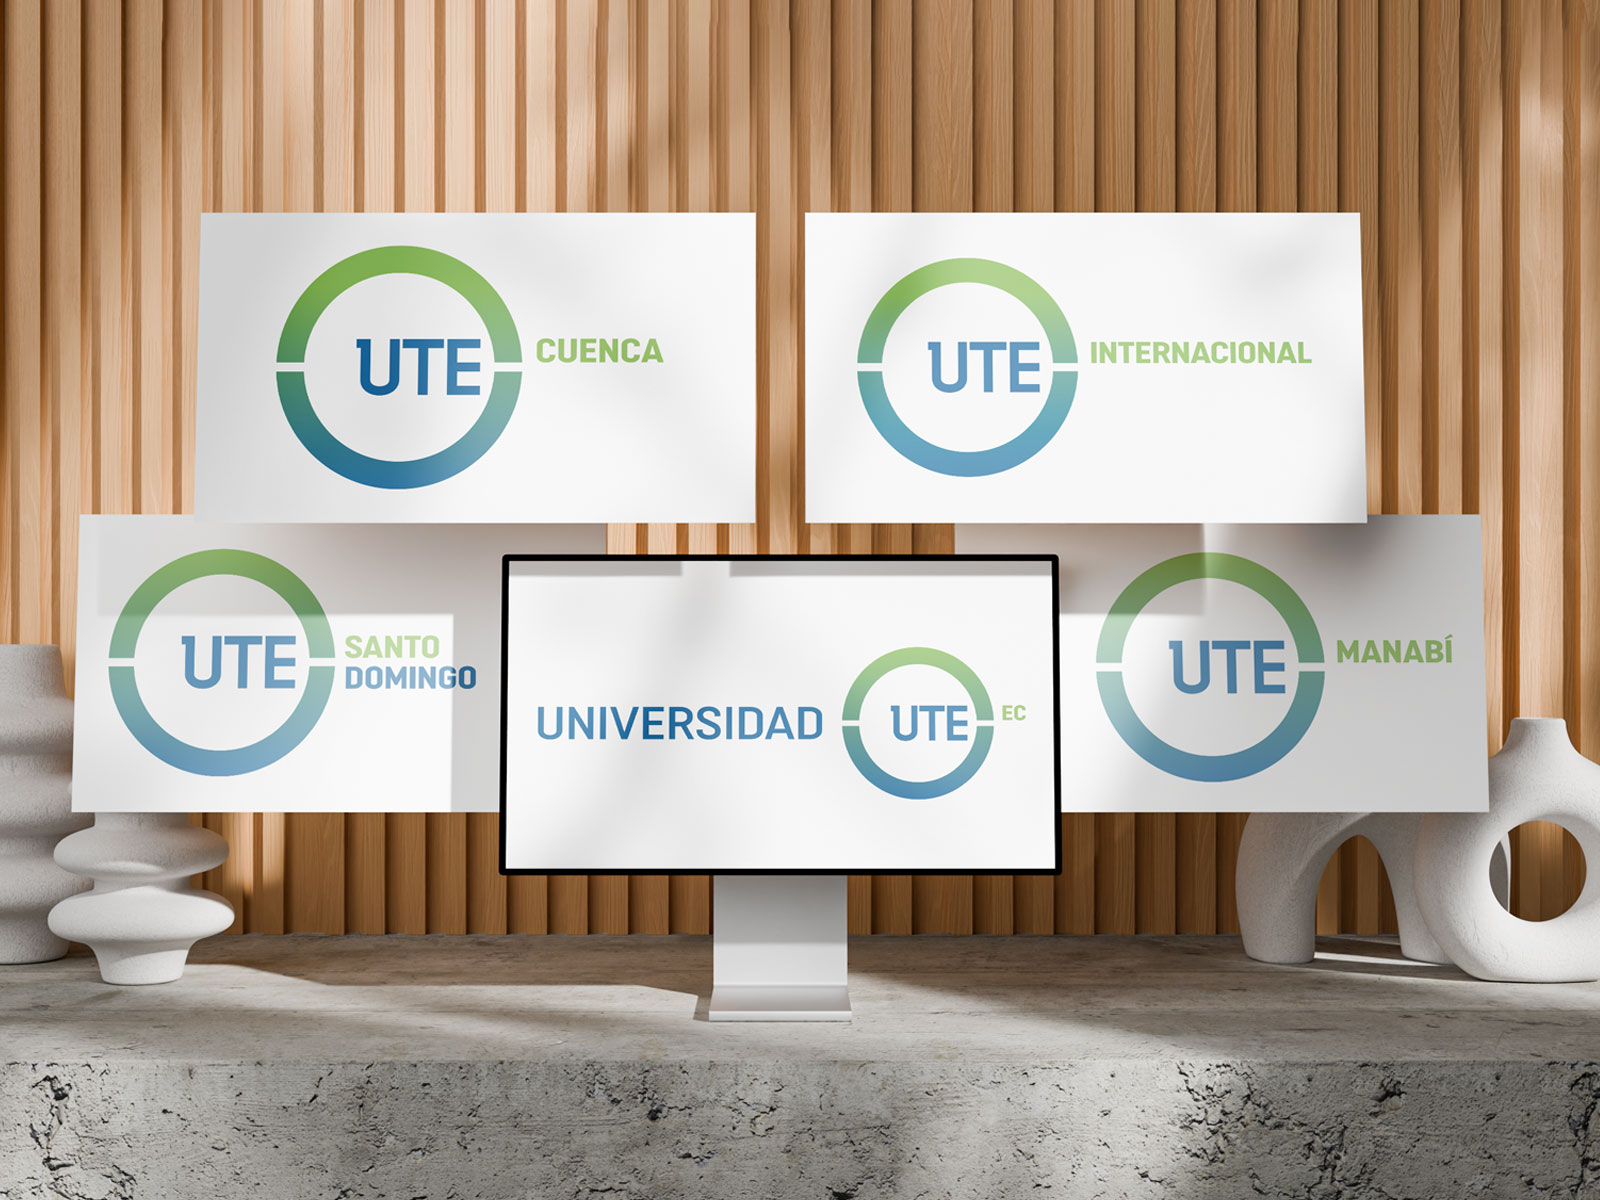 UTE CUENCA
UTE INTERNACIONAL
UTE SANTO
DOMINGO
UNIVERSIDAD UTE EC
UTE MANABÍ